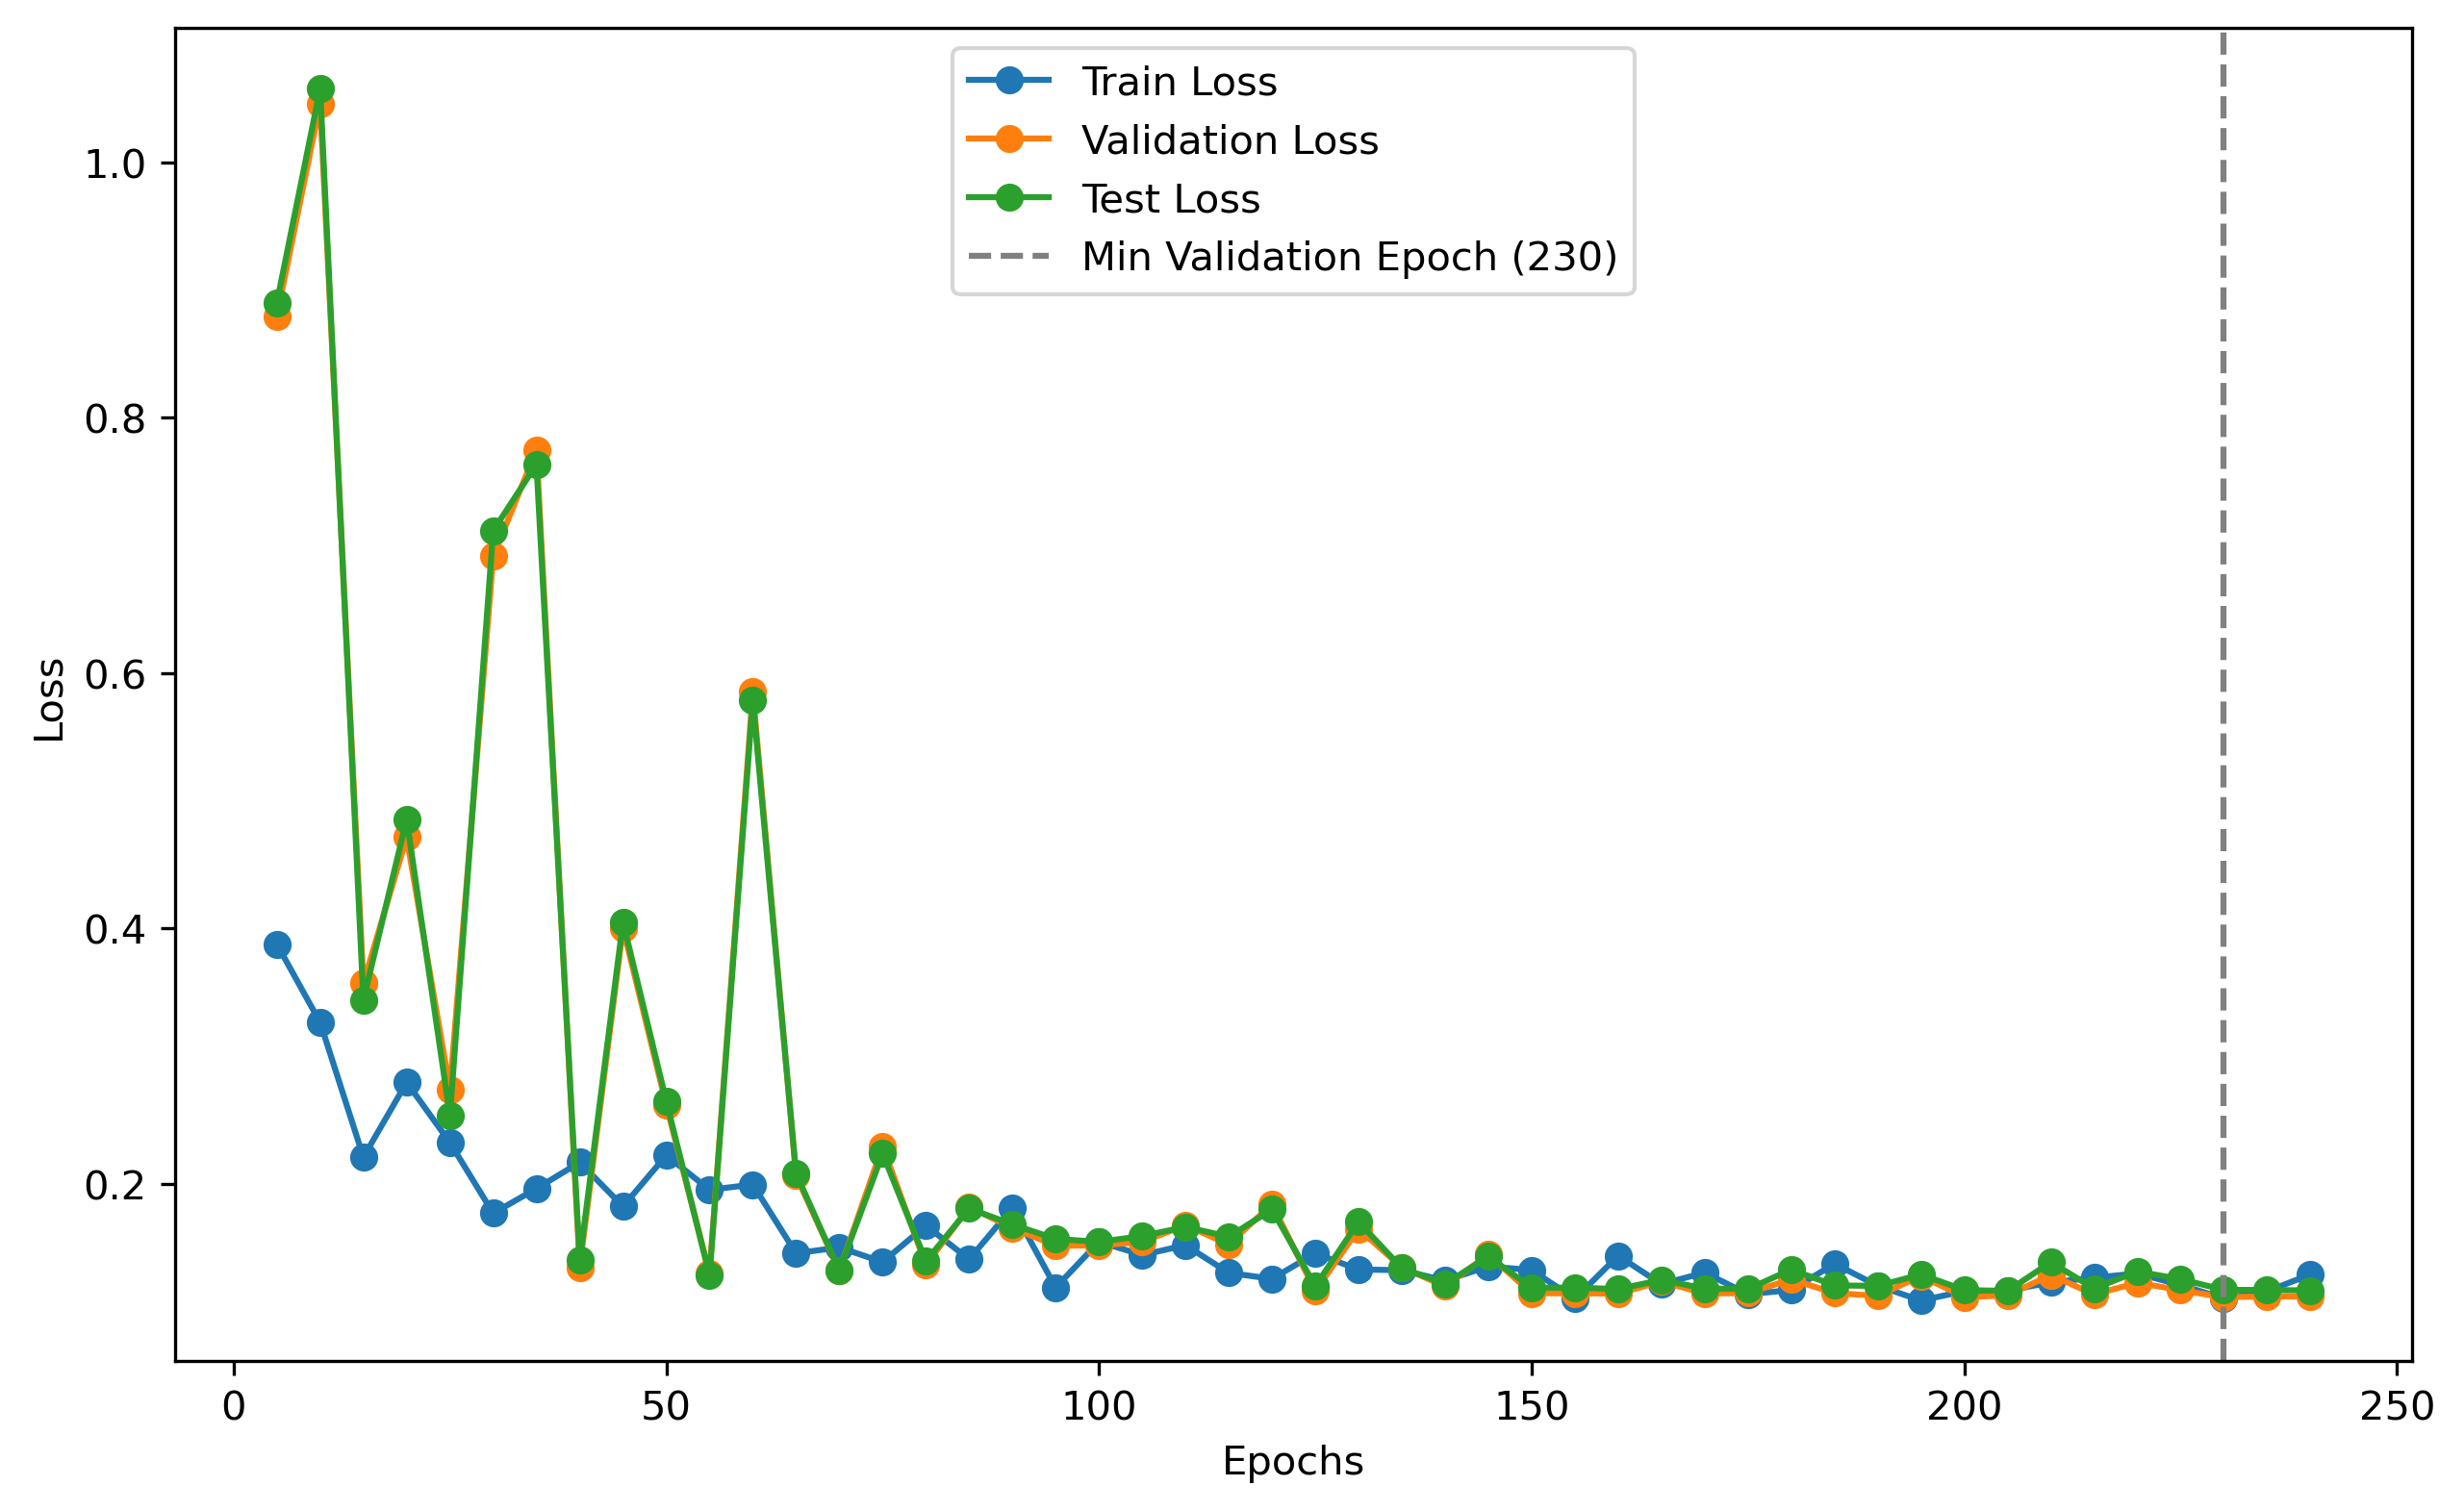 Train Loss
Validation Loss
Test Loss
Min Validation Epoch (230)
1.0
0.8
0.6
0.4
0.2
Loss
0 50 100 150 200 250
Epochs